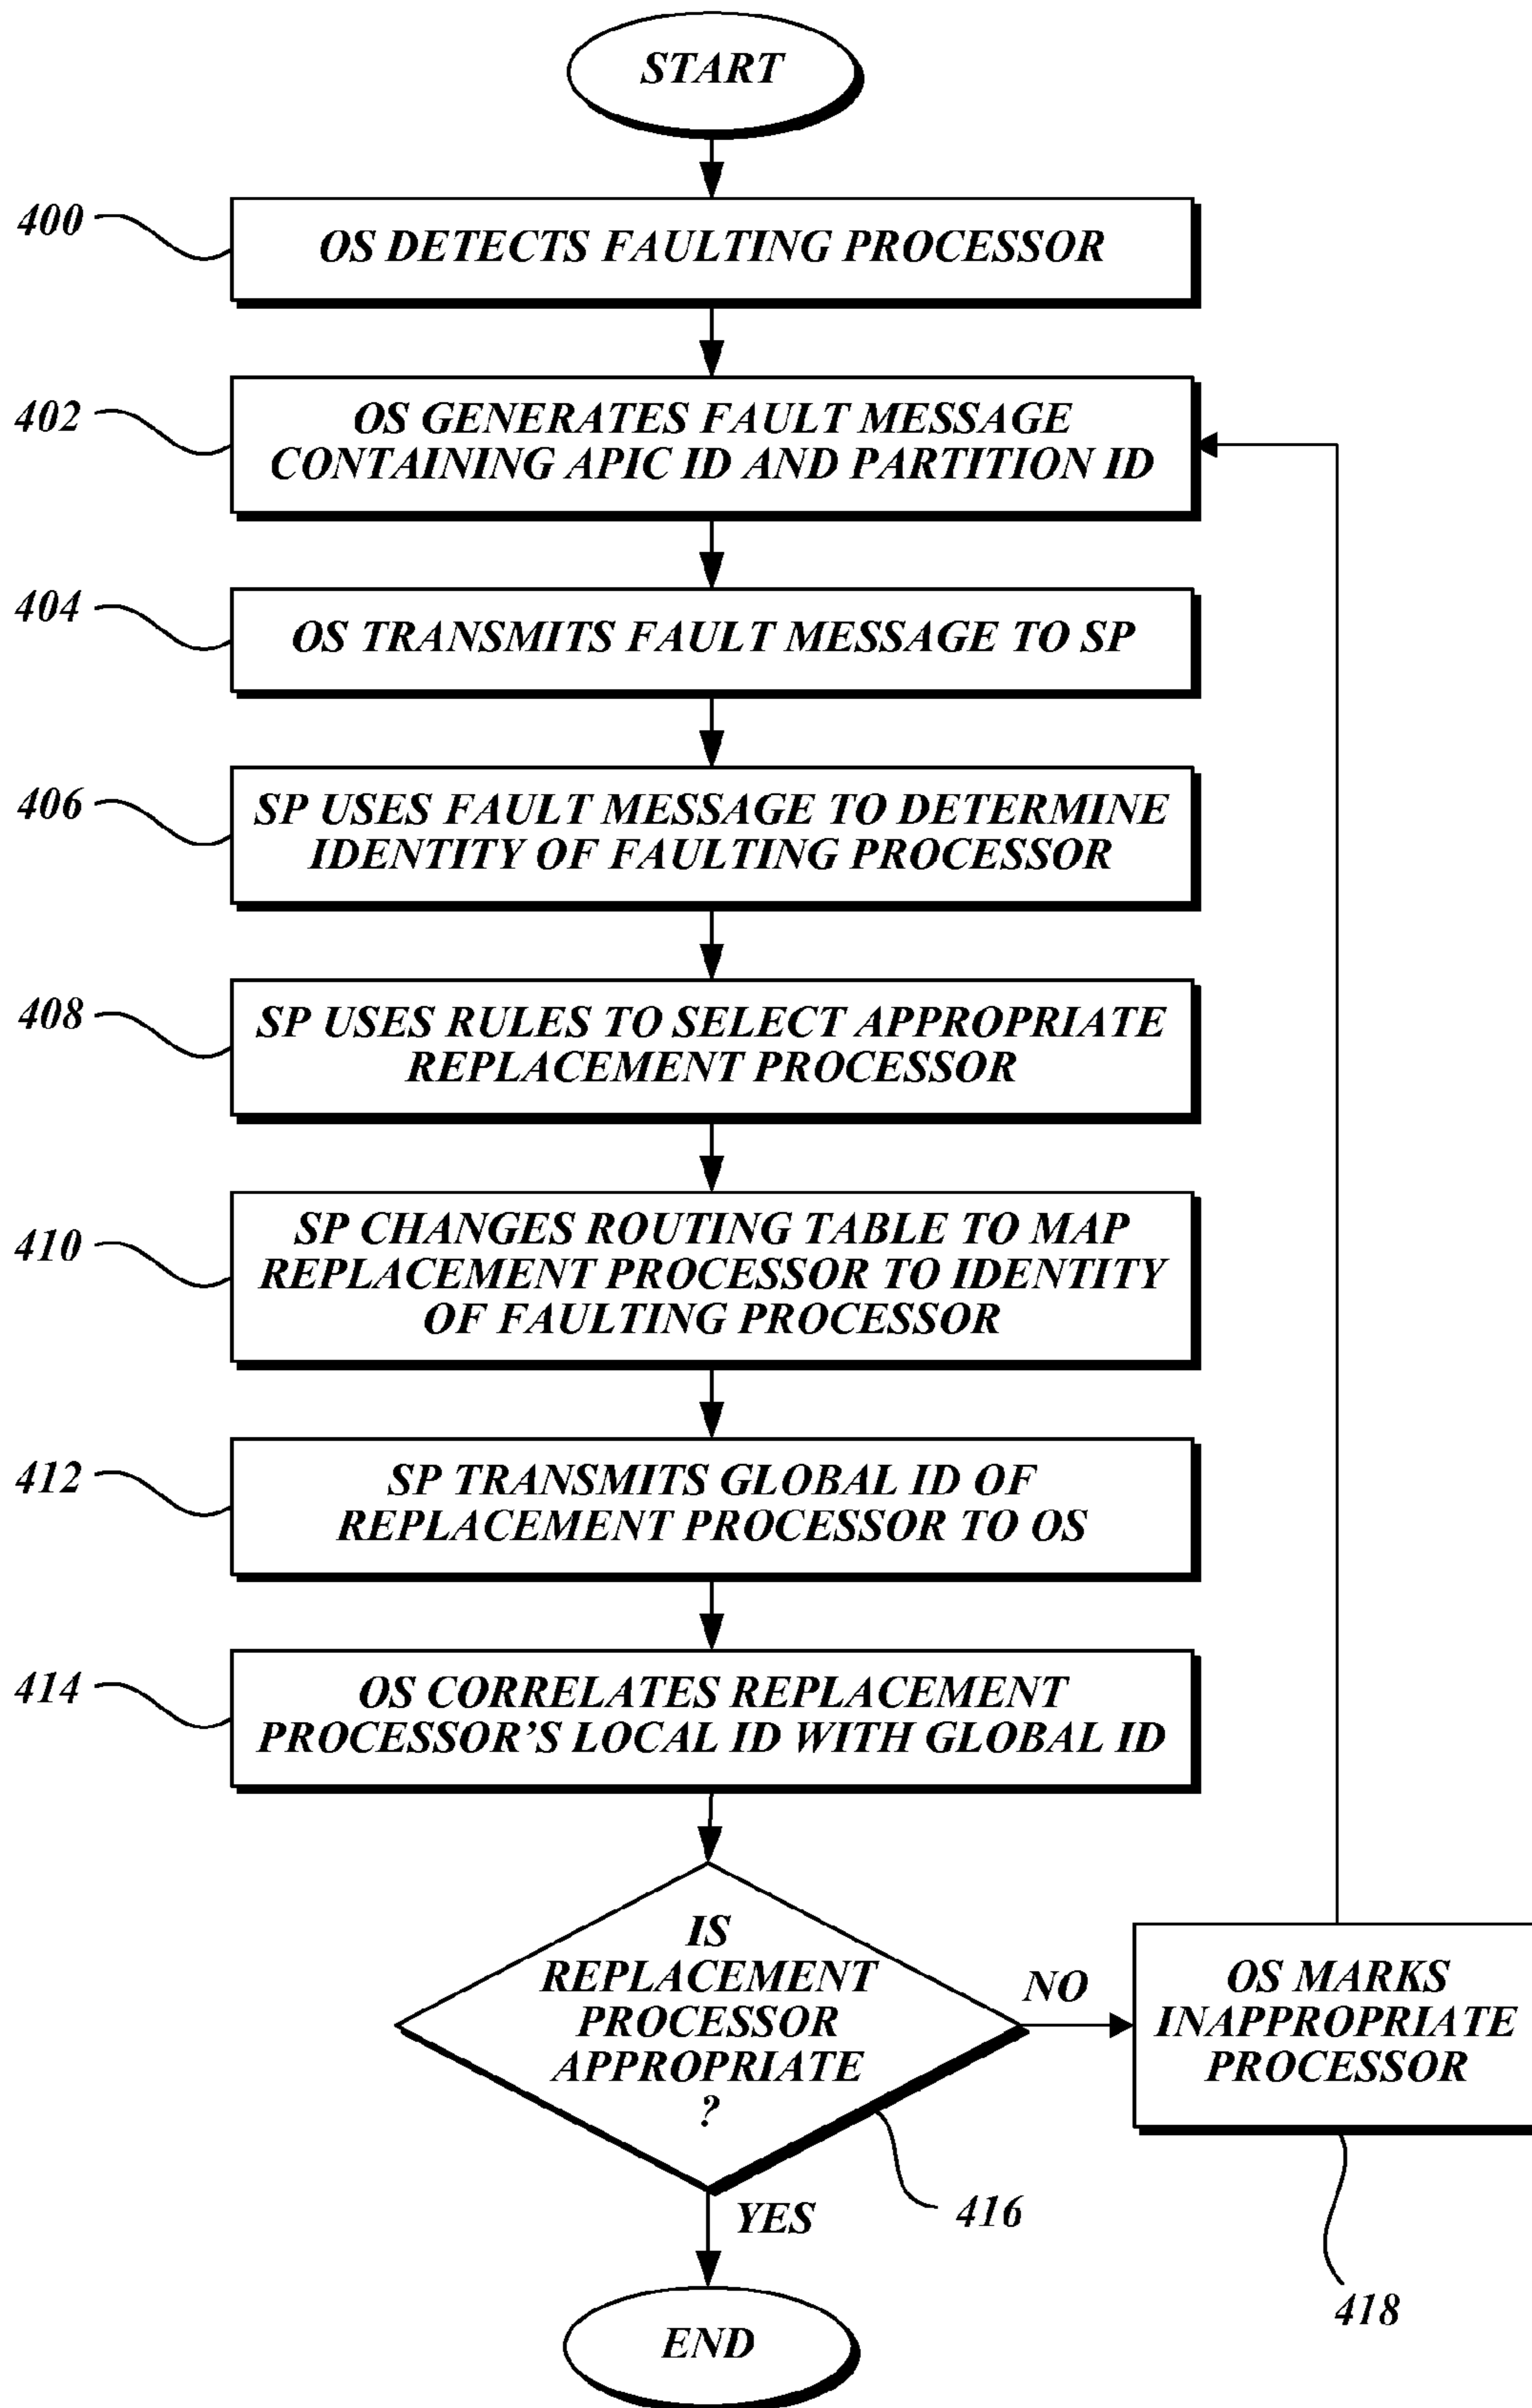 START
400
OS DETECTS FAULTING PROCESSOR
402
OS GENERATES FAULT MESSAGE
CONTAINING APIC ID AND PARTITION ID
404
OS TRANSMITS FAULT MESSAGE TO SP
406
SP USES FAULT MESSAGE TO DETERMINE
IDENTITY OF FAULTING PROCESSOR
408
SP USES RULES TO SELECT APPROPRIATE
REPLACEMENT PROCESSOR
410
SP CHANGES ROUTING TABLE TO MAP
REPLACEMENT PROCESSOR TO IDENTITY
OF FAULTING PROCESSOR
412
SP TRANSMITS GLOBAL ID OF
REPLACEMENT PROCESSOR TO OS
414
OS CORRELATES REPLACEMENT
PROCESSOR'S LOCAL ID WITH GLOBAL ID
IS
REPLACEMENT
PROCESSOR
APPROPRIATE
?
NO
OS MARKS
INAPPROPRIATE
PROCESSOR
YES
416
418
END